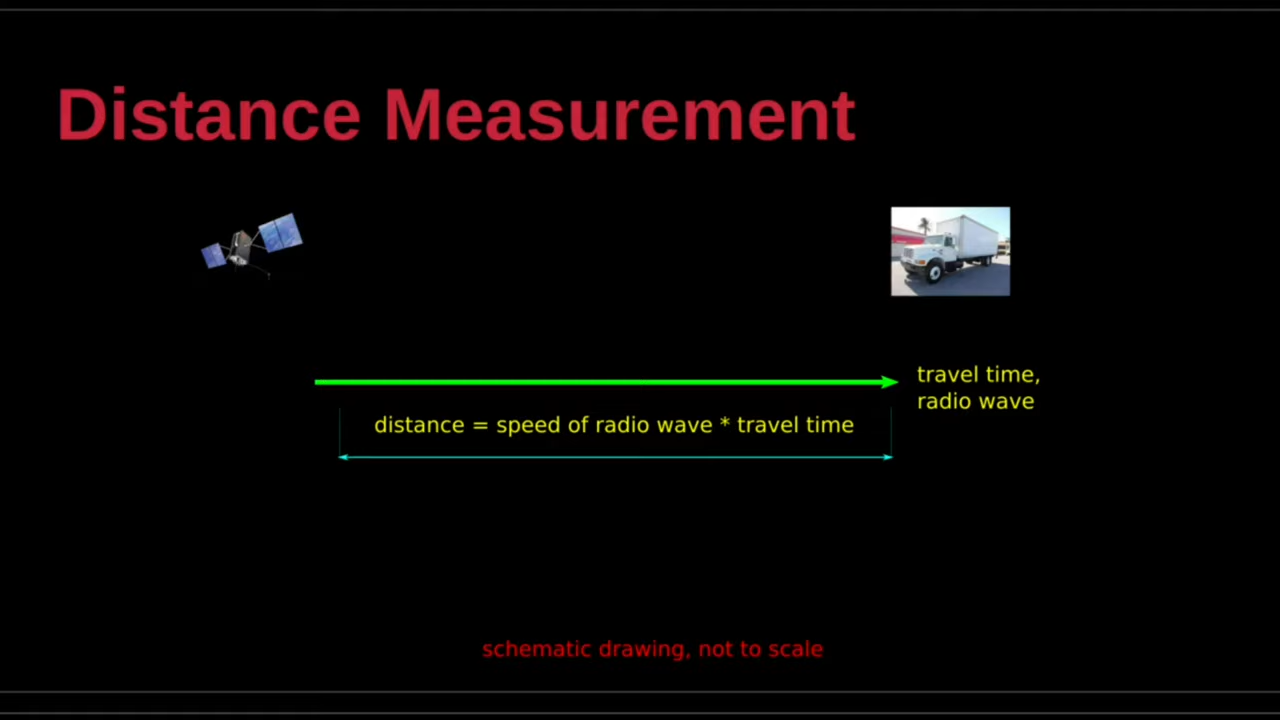 Distance Measurement
travel time,
radio wave
distance = speed of radio wave * travel time
schematic drawing, not to scale